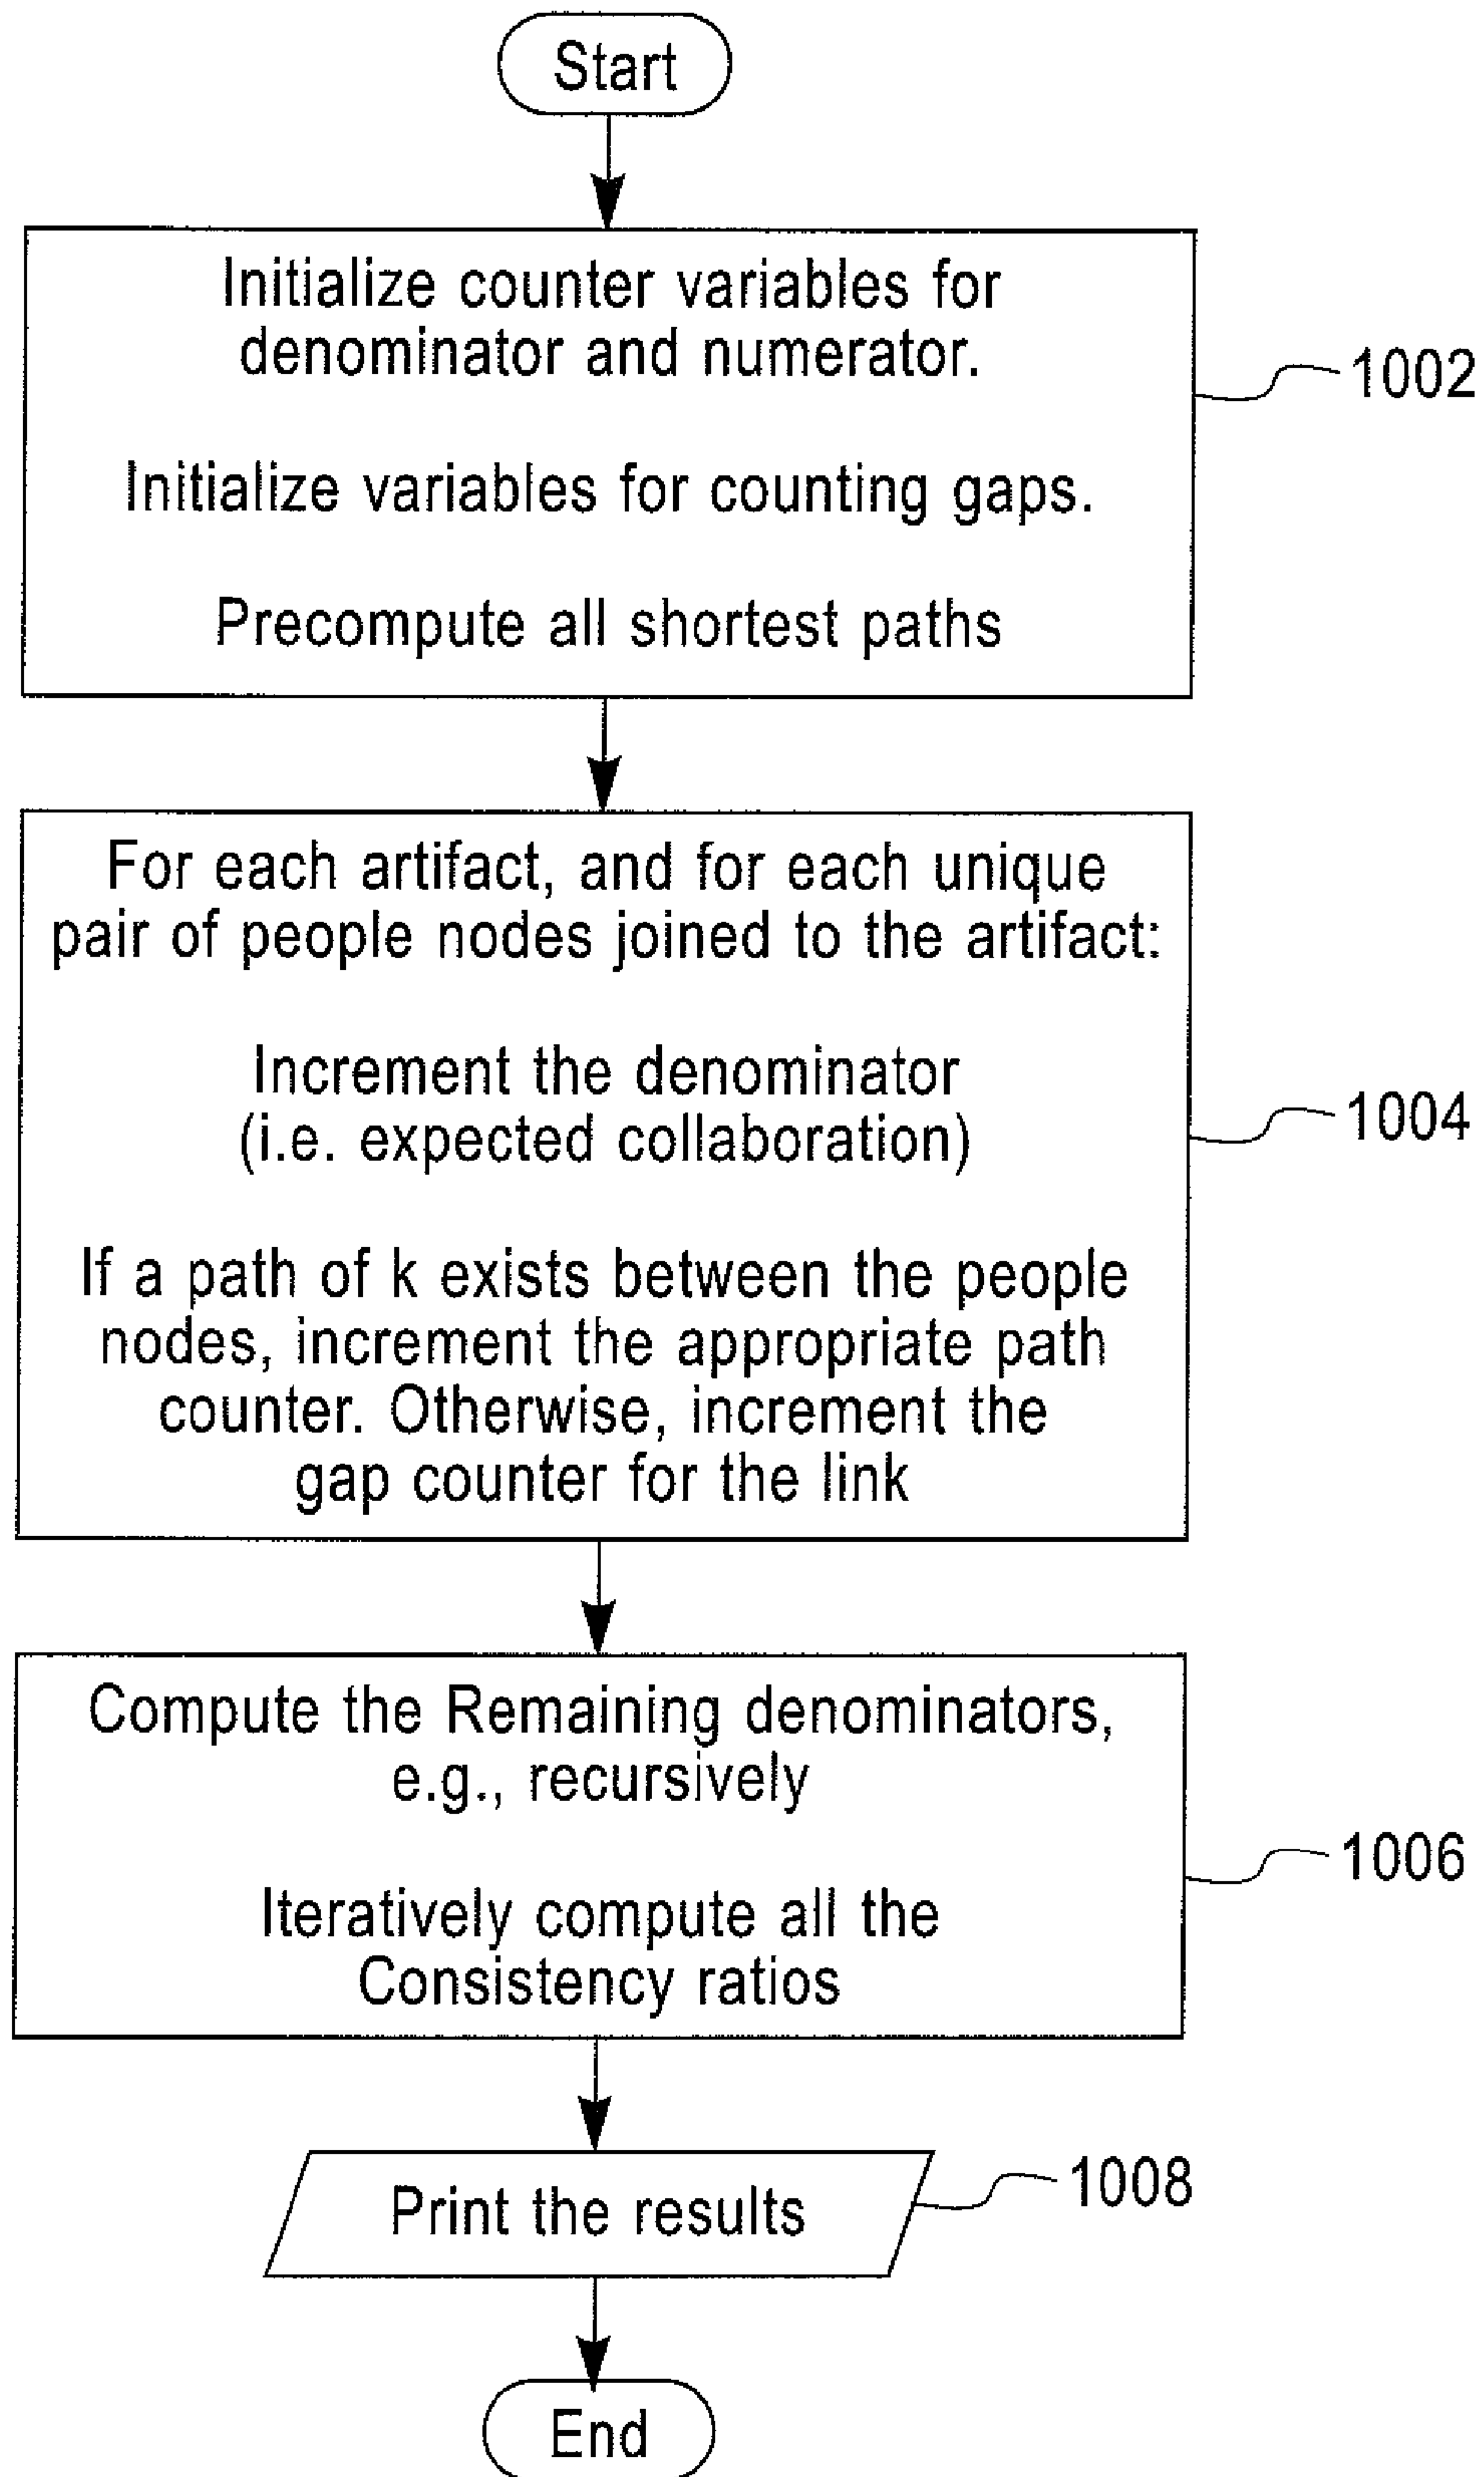 Start
Initialize counter variables for
denominator and numerator.
Initialize variables for counting gaps.
Precompute all shortest paths
1002
For each artifact, and for each unique
pair of people nodes joined to the artifact:
Increment the denominator
(i.e. expected collaboration)
If a path of k exists between the people
nodes, increment the appropriate path
counter. Otherwise, increment the
gap counter for the link
1004
Compute the Remaining denominators,
e.g., recursively
Iteratively compute all the
Consistency ratios
1006
Print the results
1008
End